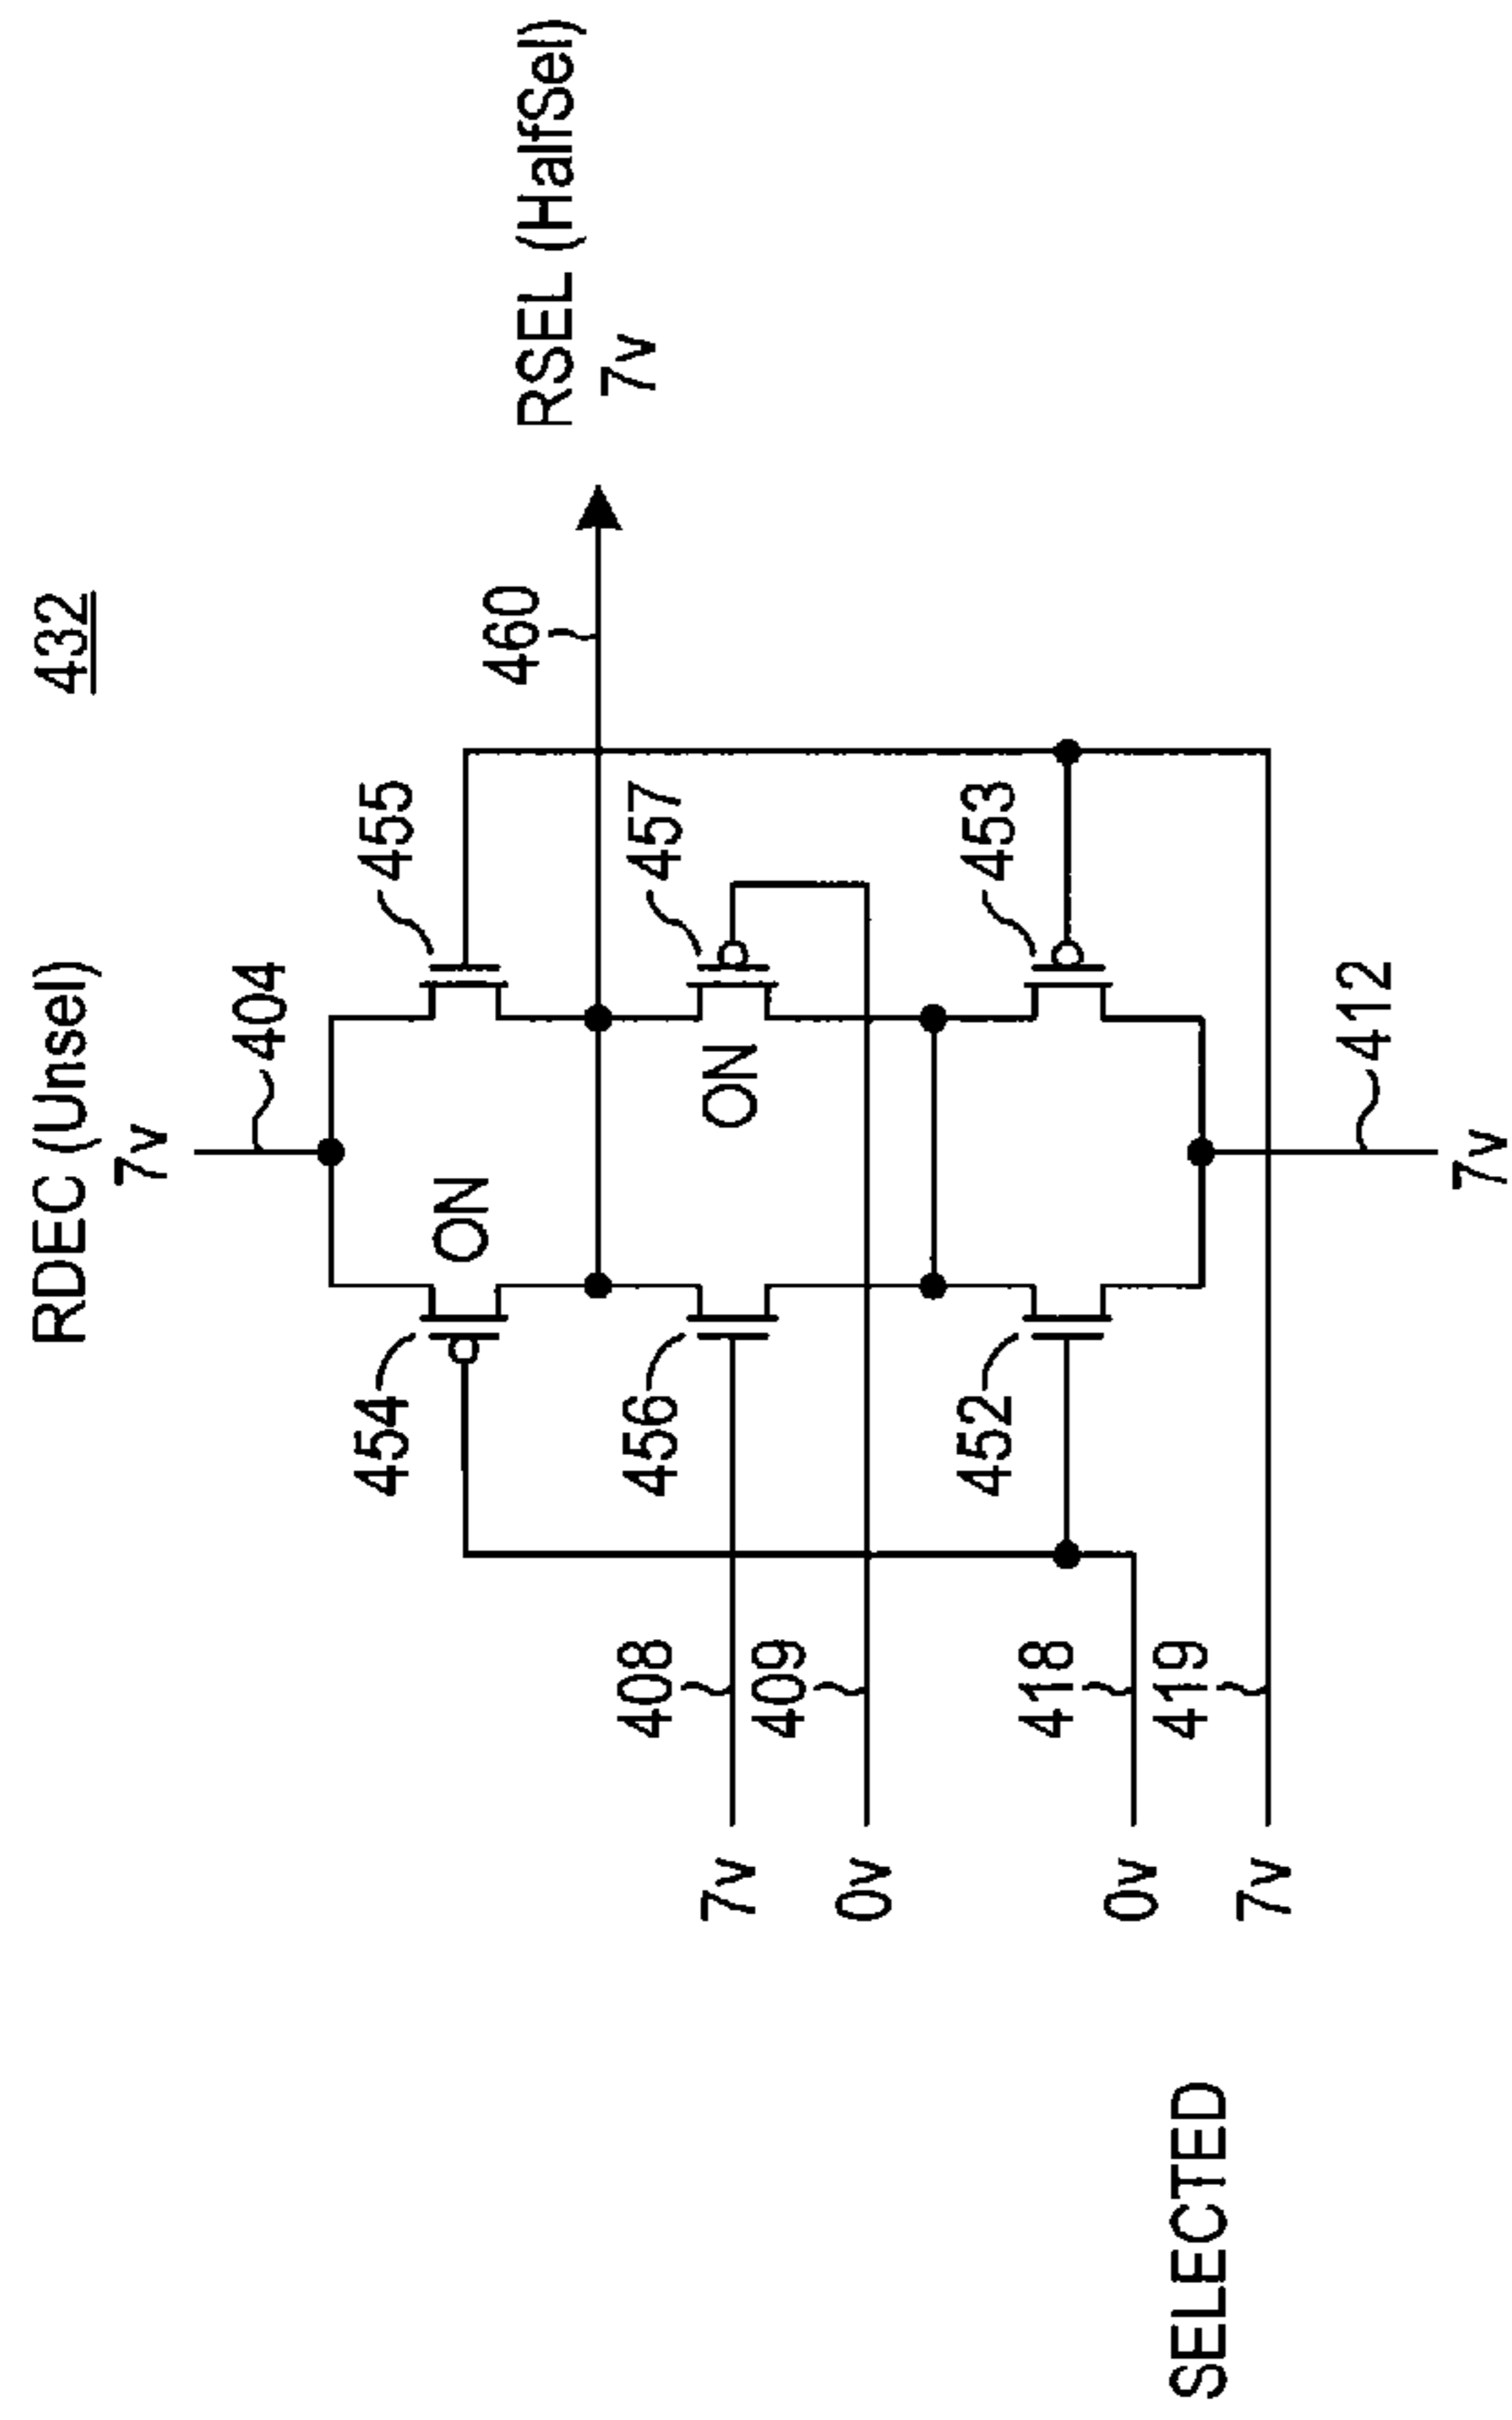 432
RDEC (Unsel)
7v
404
RSEL (HalfSel)
7v
460
454
ON
455
456
ON
457
452
453
408
7v
409
0v
418
0v
419
7v
412
7v
SELECTED